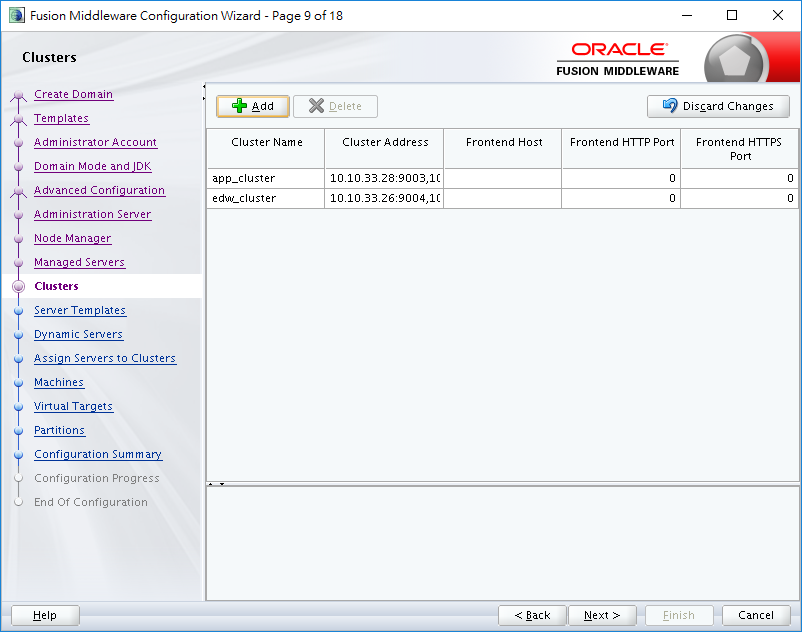 Fusion Middleware Configuration Wizard - Page 9 of 18
Clusters
ORACLE
FUSION MIDDLEWARE
Create Domain
Templates
Administrator Account
Domain Mode and JDK
Advanced Configuration
Administration Server
Node Manager
Managed Servers
Clusters
Server Templates
Dynamic Servers
Assign Servers to Clusters
Machines
Virtual Targets
Partitions
Configuration Summary
Configuration Progress
End Of Configuration
Add Delete Discard Changes
Cluster Name Cluster Address Frontend Host Frontend HTTP Port Frontend HTTPS
Port
app_cluster 10.10.33.28:9003,10 0 0
edw_cluster 10.10.33.26:9004,10 0 0
Help < Back Next > Finish Cancel